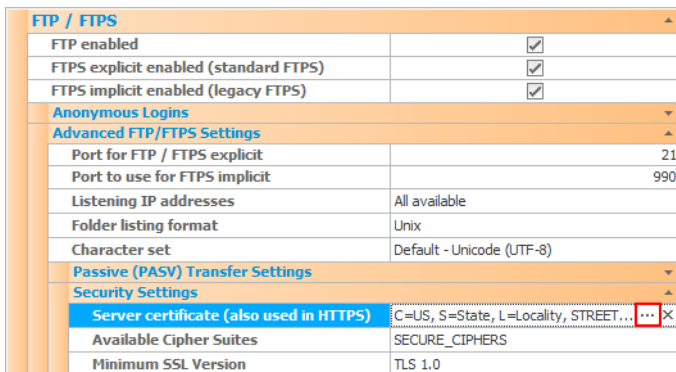 FTP / FTPS
FTP enabled
FTPS explicit enabled (standard FTPS)
FTPS implicit enabled (legacy FTPS)
Anonymous Logins
Advanced FTP/FTPS Settings
Port for FTP / FTPS explicit 21
Port to use for FTPS implicit 990
Listening IP addresses All available
Folder listing format Unix
Character set Default - Unicode (UTF-8)
Passive (PASV) Transfer Settings
Security Settings
Server certificate (also used in HTTPS) C=US, S=State, L=Locality, STREET... ... ×
Available Cipher Suites SECURE_CIPHERS
Minimum SSL Version TLS 1.0